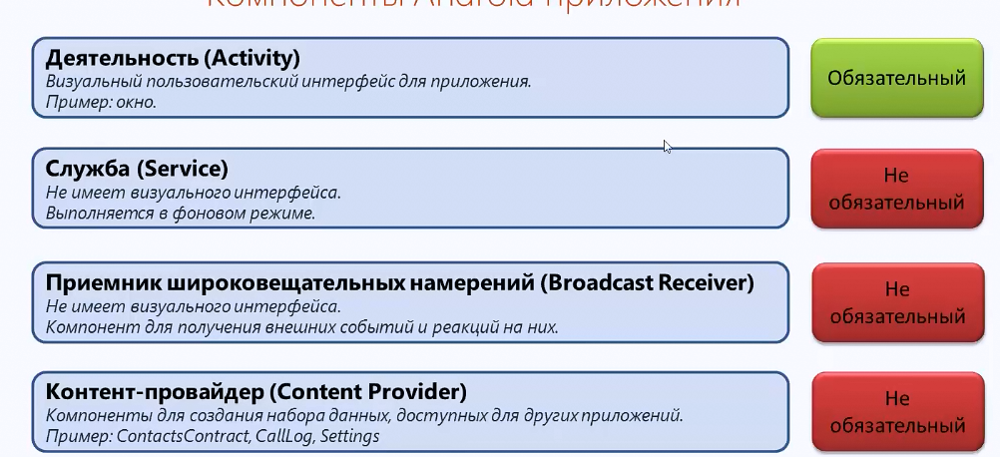 Компоненты Android приложения
Деятельность (Activity)
Визуальный пользовательский интерфейс для приложения.
Пример: окно.
Обязательный
Служба (Service)
Не имеет визуального интерфейса.
Выполняется в фоновом режиме.
Не
обязательный
Приемник широковещательных намерений (Broadcast Receiver)
Не имеет визуального интерфейса.
Компонент для получения внешних событий и реакций на них.
Не
обязательный
Контент-провайдер (Content Provider)
Компоненты для создания набора данных, доступных для других приложений.
Пример: ContactsContract, CallLog, Settings
Не
обязательный